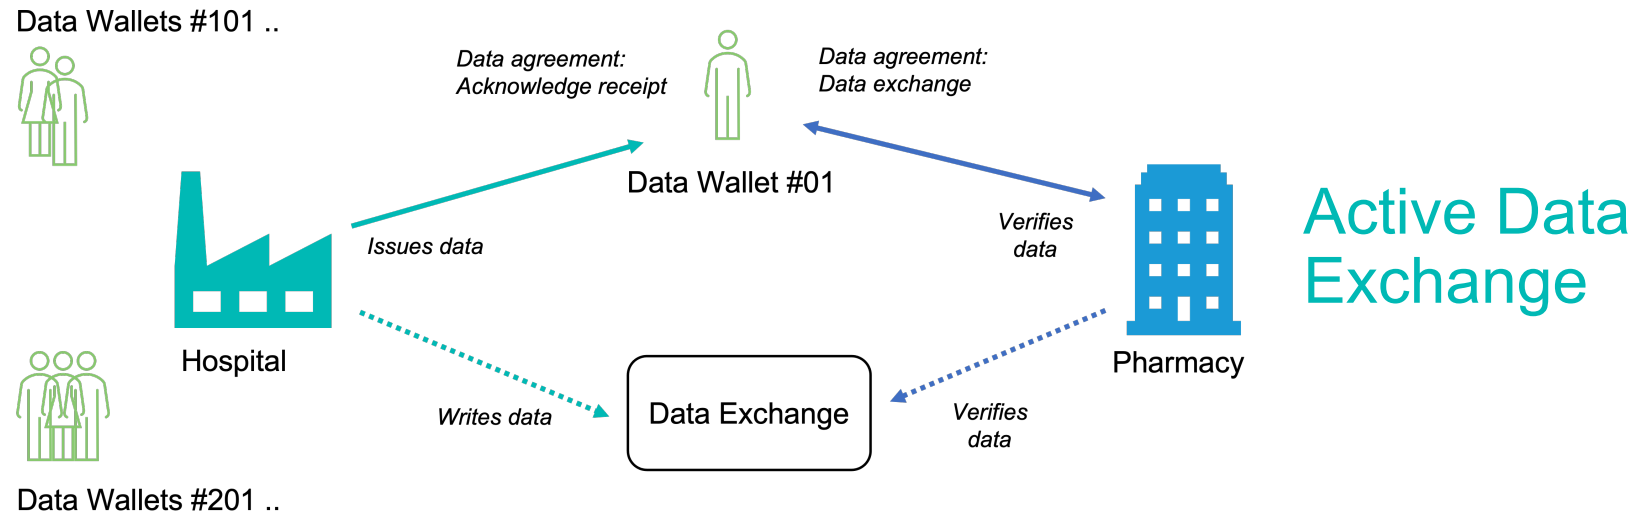 Data Wallets #101 ..
Data agreement:
Acknowledge receipt
Data agreement:
Data exchange
Data Wallet #01
Issues data
Verifies
data
Active Data
Exchange
Hospital
Pharmacy
Writes data
Data Exchange
Verifies
data
Data Wallets #201 ..